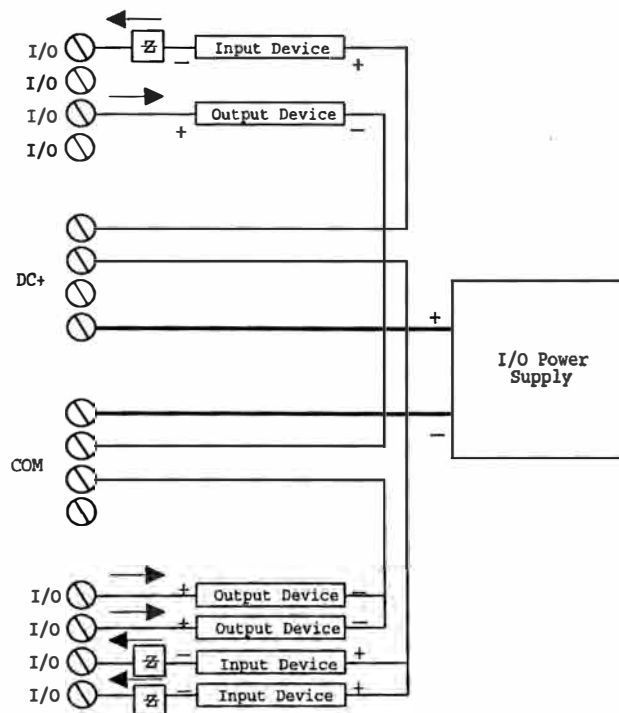 I/O Z − Input Device +
I/O
I/O + Output Device −
I/O
DC+
+
I/O Power
Supply
−
COM
I/O + Output Device −
I/O + Output Device −
I/O Z − Input Device +
I/O Z − Input Device +